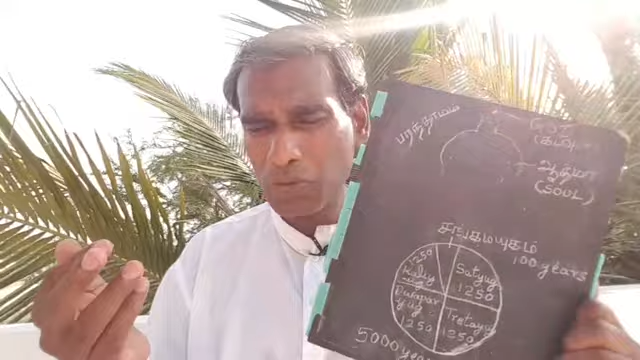 பரந்தாமம்
ஆத்மா
(SOUL)
சங்கமயுகம்
100 years
1250
Kaliyug
Satyug
1250
Dwapar
yug
1250
Tretayug
1250
5000 years